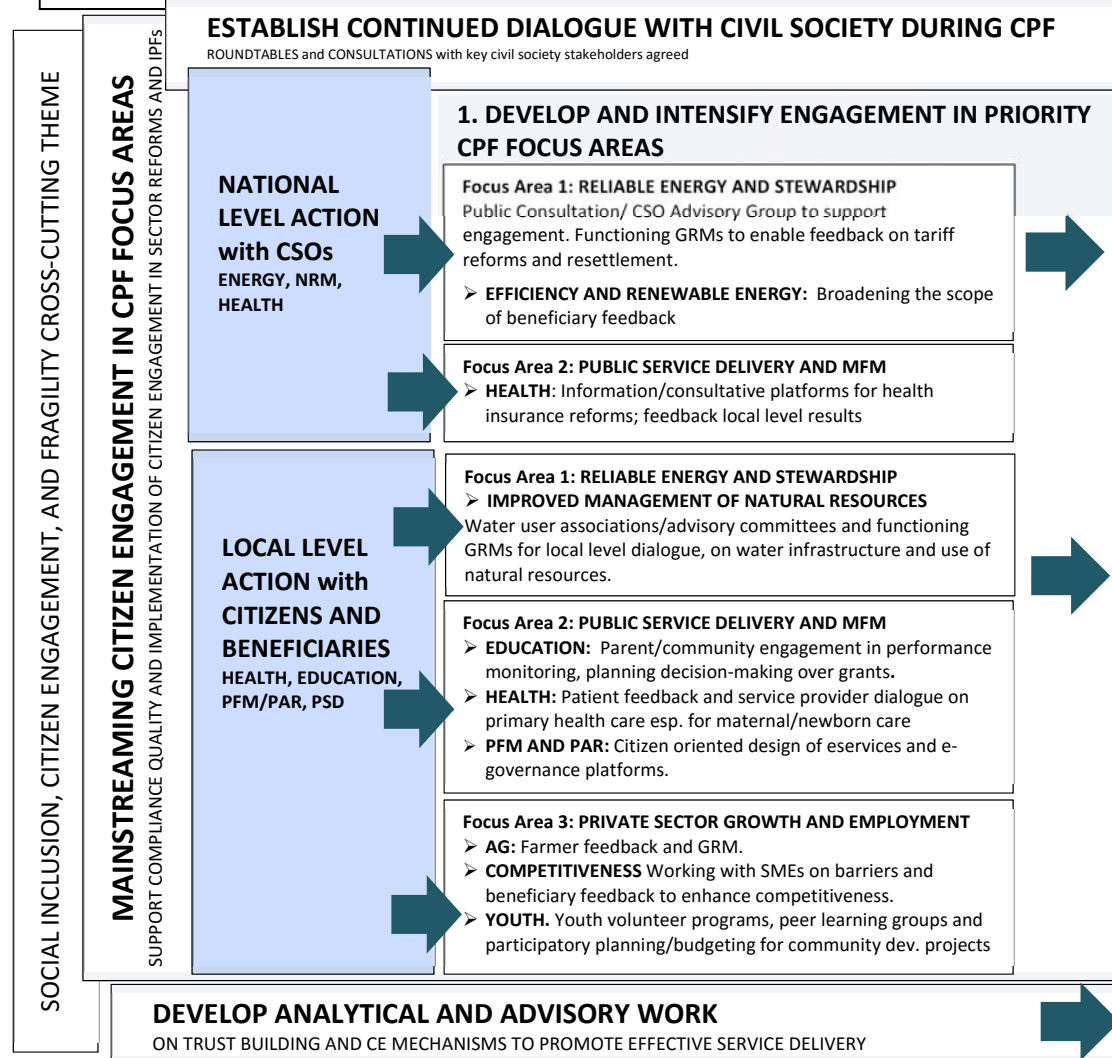 ESTABLISH CONTINUED DIALOGUE WITH CIVIL SOCIETY DURING CPF
ROUNDTABLES and CONSULTATIONS with key civil society stakeholders agreed
SOCIAL INCLUSION, CITIZEN ENGAGEMENT, AND FRAGILITY CROSS-CUTTING THEME
MAINSTREAMING CITIZEN ENGAGEMENT IN CPF FOCUS AREAS
SUPPORT COMPLIANCE QUALITY AND IMPLEMENTATION OF CITIZEN ENGAGEMENT IN SECTOR REFORMS AND IPFs
NATIONAL
LEVEL ACTION
with CSOs
ENERGY, NRM,
HEALTH
1. DEVELOP AND INTENSIFY ENGAGEMENT IN PRIORITY
CPF FOCUS AREAS
Focus Area 1: RELIABLE ENERGY AND STEWARDSHIP
Public Consultation/ CSO Advisory Group to support
engagement. Functioning GRMs to enable feedback on tariff
reforms and resettlement.
➢ EFFICIENCY AND RENEWABLE ENERGY: Broadening the scope
of beneficiary feedback
Focus Area 2: PUBLIC SERVICE DELIVERY AND MFM
➢ HEALTH: Information/consultative platforms for health
insurance reforms; feedback local level results
LOCAL LEVEL
ACTION with
CITIZENS AND
BENEFICIARIES
HEALTH, EDUCATION,
PFM/PAR, PSD
Focus Area 1: RELIABLE ENERGY AND STEWARDSHIP
➢ IMPROVED MANAGEMENT OF NATURAL RESOURCES
Water user associations/advisory committees and functioning
GRMs for local level dialogue, on water infrastructure and use of
natural resources.
Focus Area 2: PUBLIC SERVICE DELIVERY AND MFM
➢ EDUCATION: Parent/community engagement in performance
monitoring, planning decision-making over grants.
➢ HEALTH: Patient feedback and service provider dialogue on
primary health care esp. for maternal/newborn care
➢ PFM AND PAR: Citizen oriented design of eservices and e-
governance platforms.
Focus Area 3: PRIVATE SECTOR GROWTH AND EMPLOYMENT
➢ AG: Farmer feedback and GRM.
➢ COMPETITIVENESS Working with SMEs on barriers and
beneficiary feedback to enhance competitiveness.
➢ YOUTH. Youth volunteer programs, peer learning groups and
participatory planning/budgeting for community dev. projects
DEVELOP ANALYTICAL AND ADVISORY WORK
ON TRUST BUILDING AND CE MECHANISMS TO PROMOTE EFFECTIVE SERVICE DELIVERY